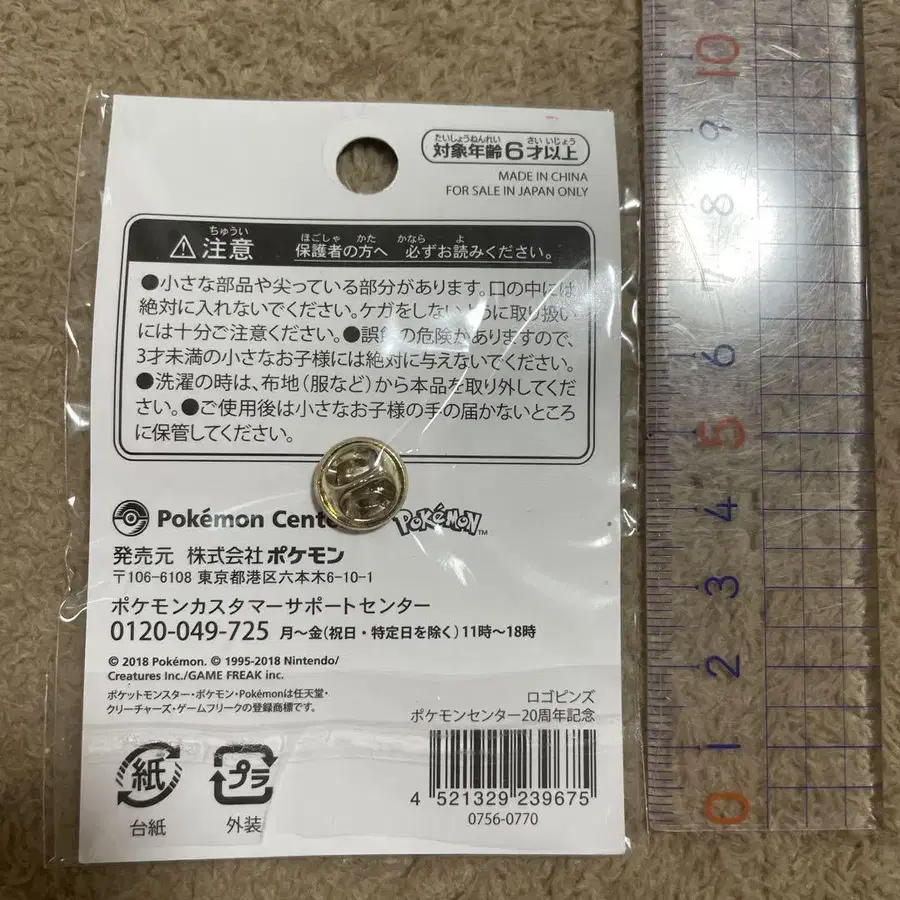 たいしょうねんれい さい いじょう
対象年齢6才以上
MADE IN CHINA
FOR SALE IN JAPAN ONLY
ちゅうい ほごしゃ かた かなら よ
注意 保護者の方へ 必ずお読みください。
●小さな部品や尖っている部分があります。口の中には
絶対に入れないでください。ケガをしないように取り扱い
には十分ご注意ください。●誤飲の危険がありますので、
3才未満の小さなお子様には絶対に与えないでください。
●洗濯の時は、布地(服など)から本品を取り外してくだ
さい。●ご使用後は小さなお子様の手の届かないところ
に保管してください。
Pokémon Cente POKéMON TM
発売元 株式会社ポケモン
〒106-6108 東京都港区六本木6-10-1
ポケモンカスタマーサポートセンター
0120-049-725 月〜金(祝日・特定日を除く)11時〜18時
© 2018 Pokémon. © 1995-2018 Nintendo/
Creatures Inc./GAME FREAK inc.
ポケットモンスター・ポケモン・Pokémonは任天堂・
クリーチャーズ・ゲームフリークの登録商標です。
ロゴピンズ
ポケモンセンター20周年記念
紙 プラ
台紙 外装
4 521329 239675
0756-0770
10
9
8
7
6
5
4
3
2
1
0